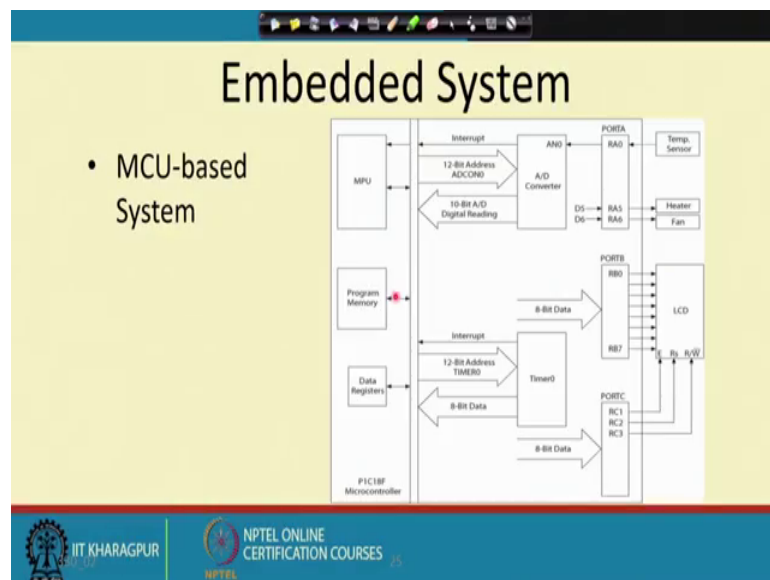 Embedded System
• MCU-based
System
PORTA
Interrupt
AN0
RA0
Temp.
Sensor
MPU
12-Bit Address
ADCON0
A/D
Converter
10-Bit A/D
Digital Reading
D5
RA5
Heater
D6
RA6
Fan
PORTB
RB0
Program
Memory
8-Bit Data
LCD
Interrupt
RB7
E Rs R/W
12-Bit Address
TIMER0
Timer0
Data
Registers
8-Bit Data
PORTC
RC1
RC2
RC3
8-Bit Data
P1C18F
Microcontroller
IIT KHARAGPUR
NPTEL ONLINE
CERTIFICATION COURSES
25
NPTEL